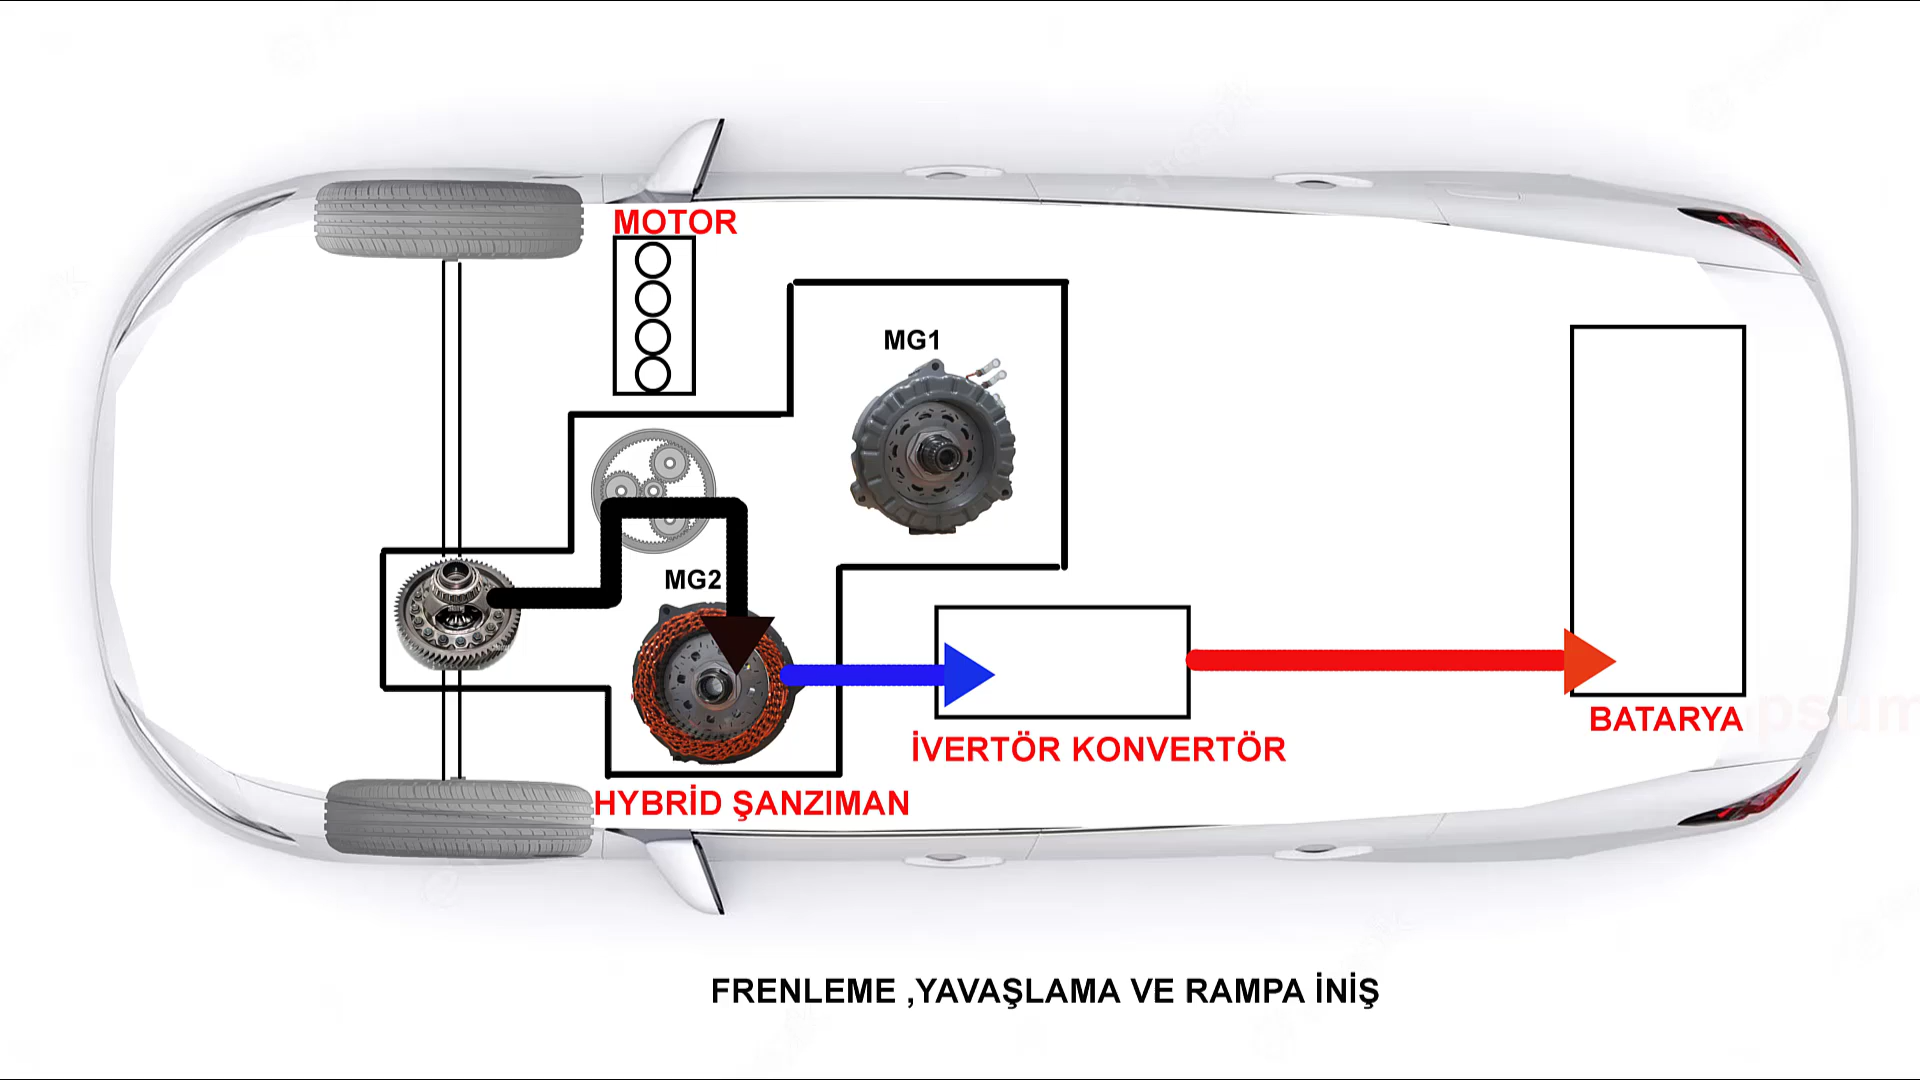 MOTOR
MG1
MG2
BATARYA
İVERTÖR KONVERTÖR
HYBRİD ŞANZIMAN
FRENLEME ,YAVAŞLAMA VE RAMPA İNİŞ